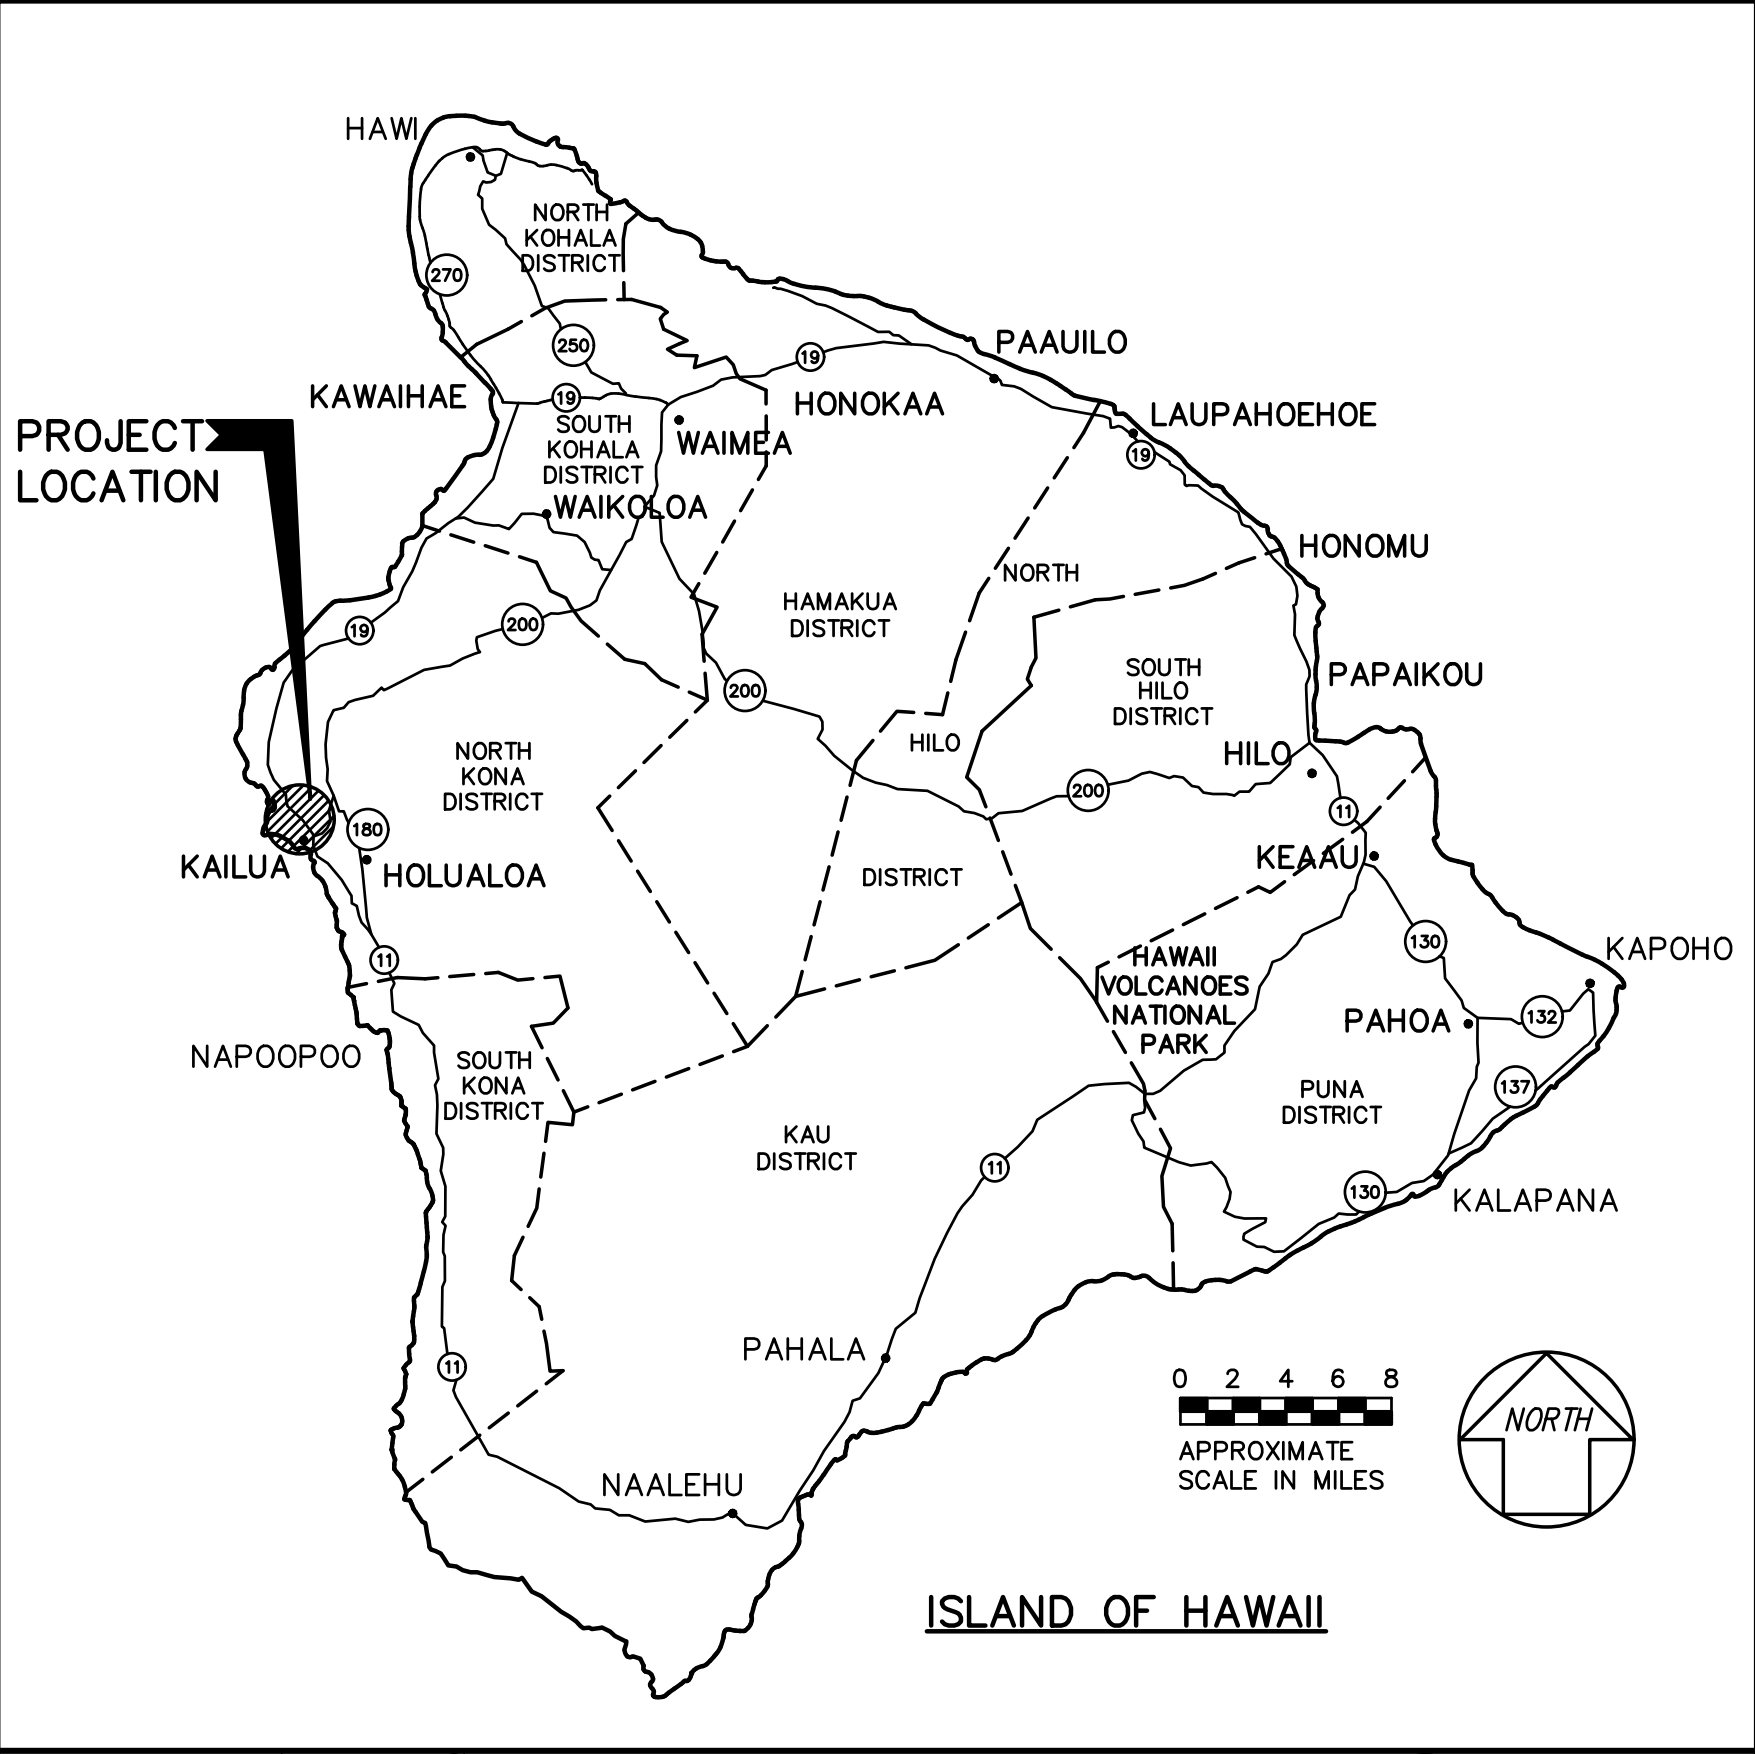 HAWI
NORTH
KOHALA
DISTRICT
270
250
PAAUILO
19
KAWAIHAE
19
HONOKAA
LAUPAHOEHOE
PROJECT
LOCATION
SOUTH
KOHALA
DISTRICT
WAIMEA
19
WAIKOLOA
HONOMU
NORTH
HAMAKUA
DISTRICT
200
19
SOUTH
HILO
DISTRICT
PAPAIKOU
200
HILO
HILO
NORTH
KONA
DISTRICT
200
11
180
KEAAU
KAILUA
HOLUALOA
DISTRICT
130
KAPOHO
11
HAWAII
VOLCANOES
NATIONAL
PARK
PAHOA
132
NAPOOPOO
SOUTH
KONA
DISTRICT
137
PUNA
DISTRICT
KAU
DISTRICT
11
130
KALAPANA
PAHALA
11
0 2 4 6 8
APPROXIMATE
SCALE IN MILES
NORTH
NAALEHU
ISLAND OF HAWAII